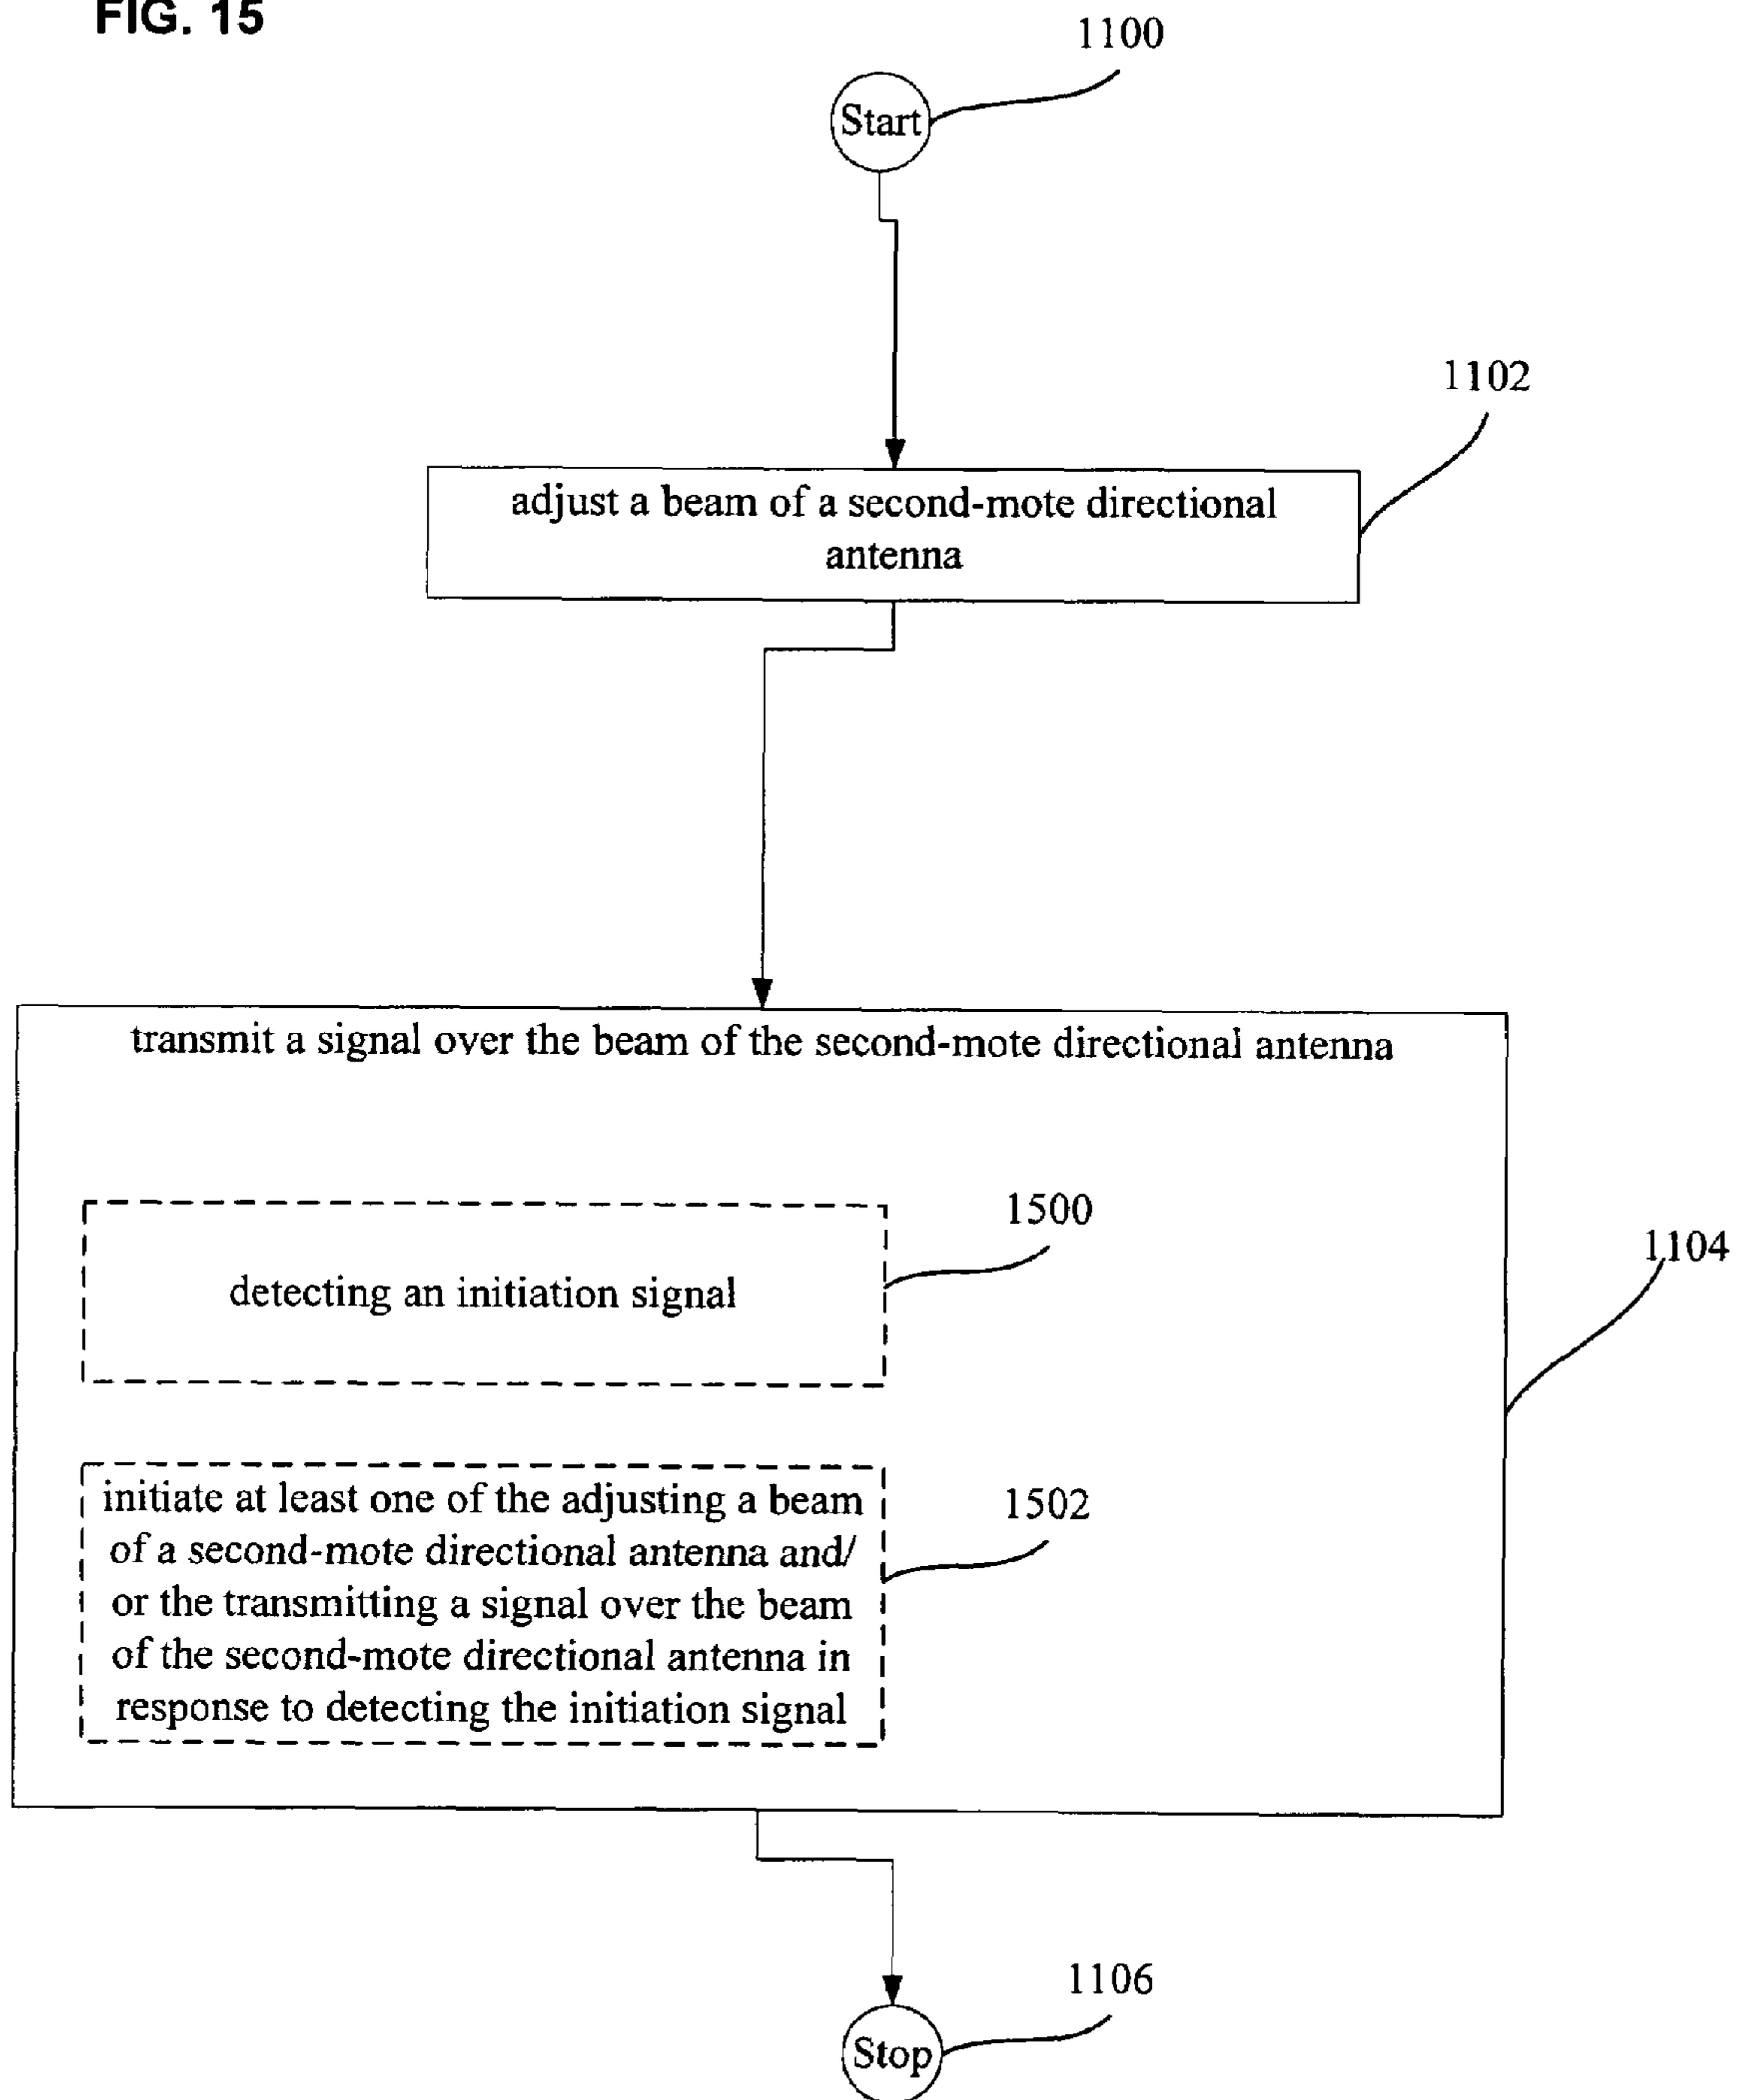 FIG. 15
1100
Start
1102
adjust a beam of a second-mote directional
antenna
transmit a signal over the beam of the second-mote directional antenna
1500
detecting an initiation signal
1104
1502
initiate at least one of the adjusting a beam
of a second-mote directional antenna and/
or the transmitting a signal over the beam
of the second-mote directional antenna in
response to detecting the initiation signal
1106
Stop